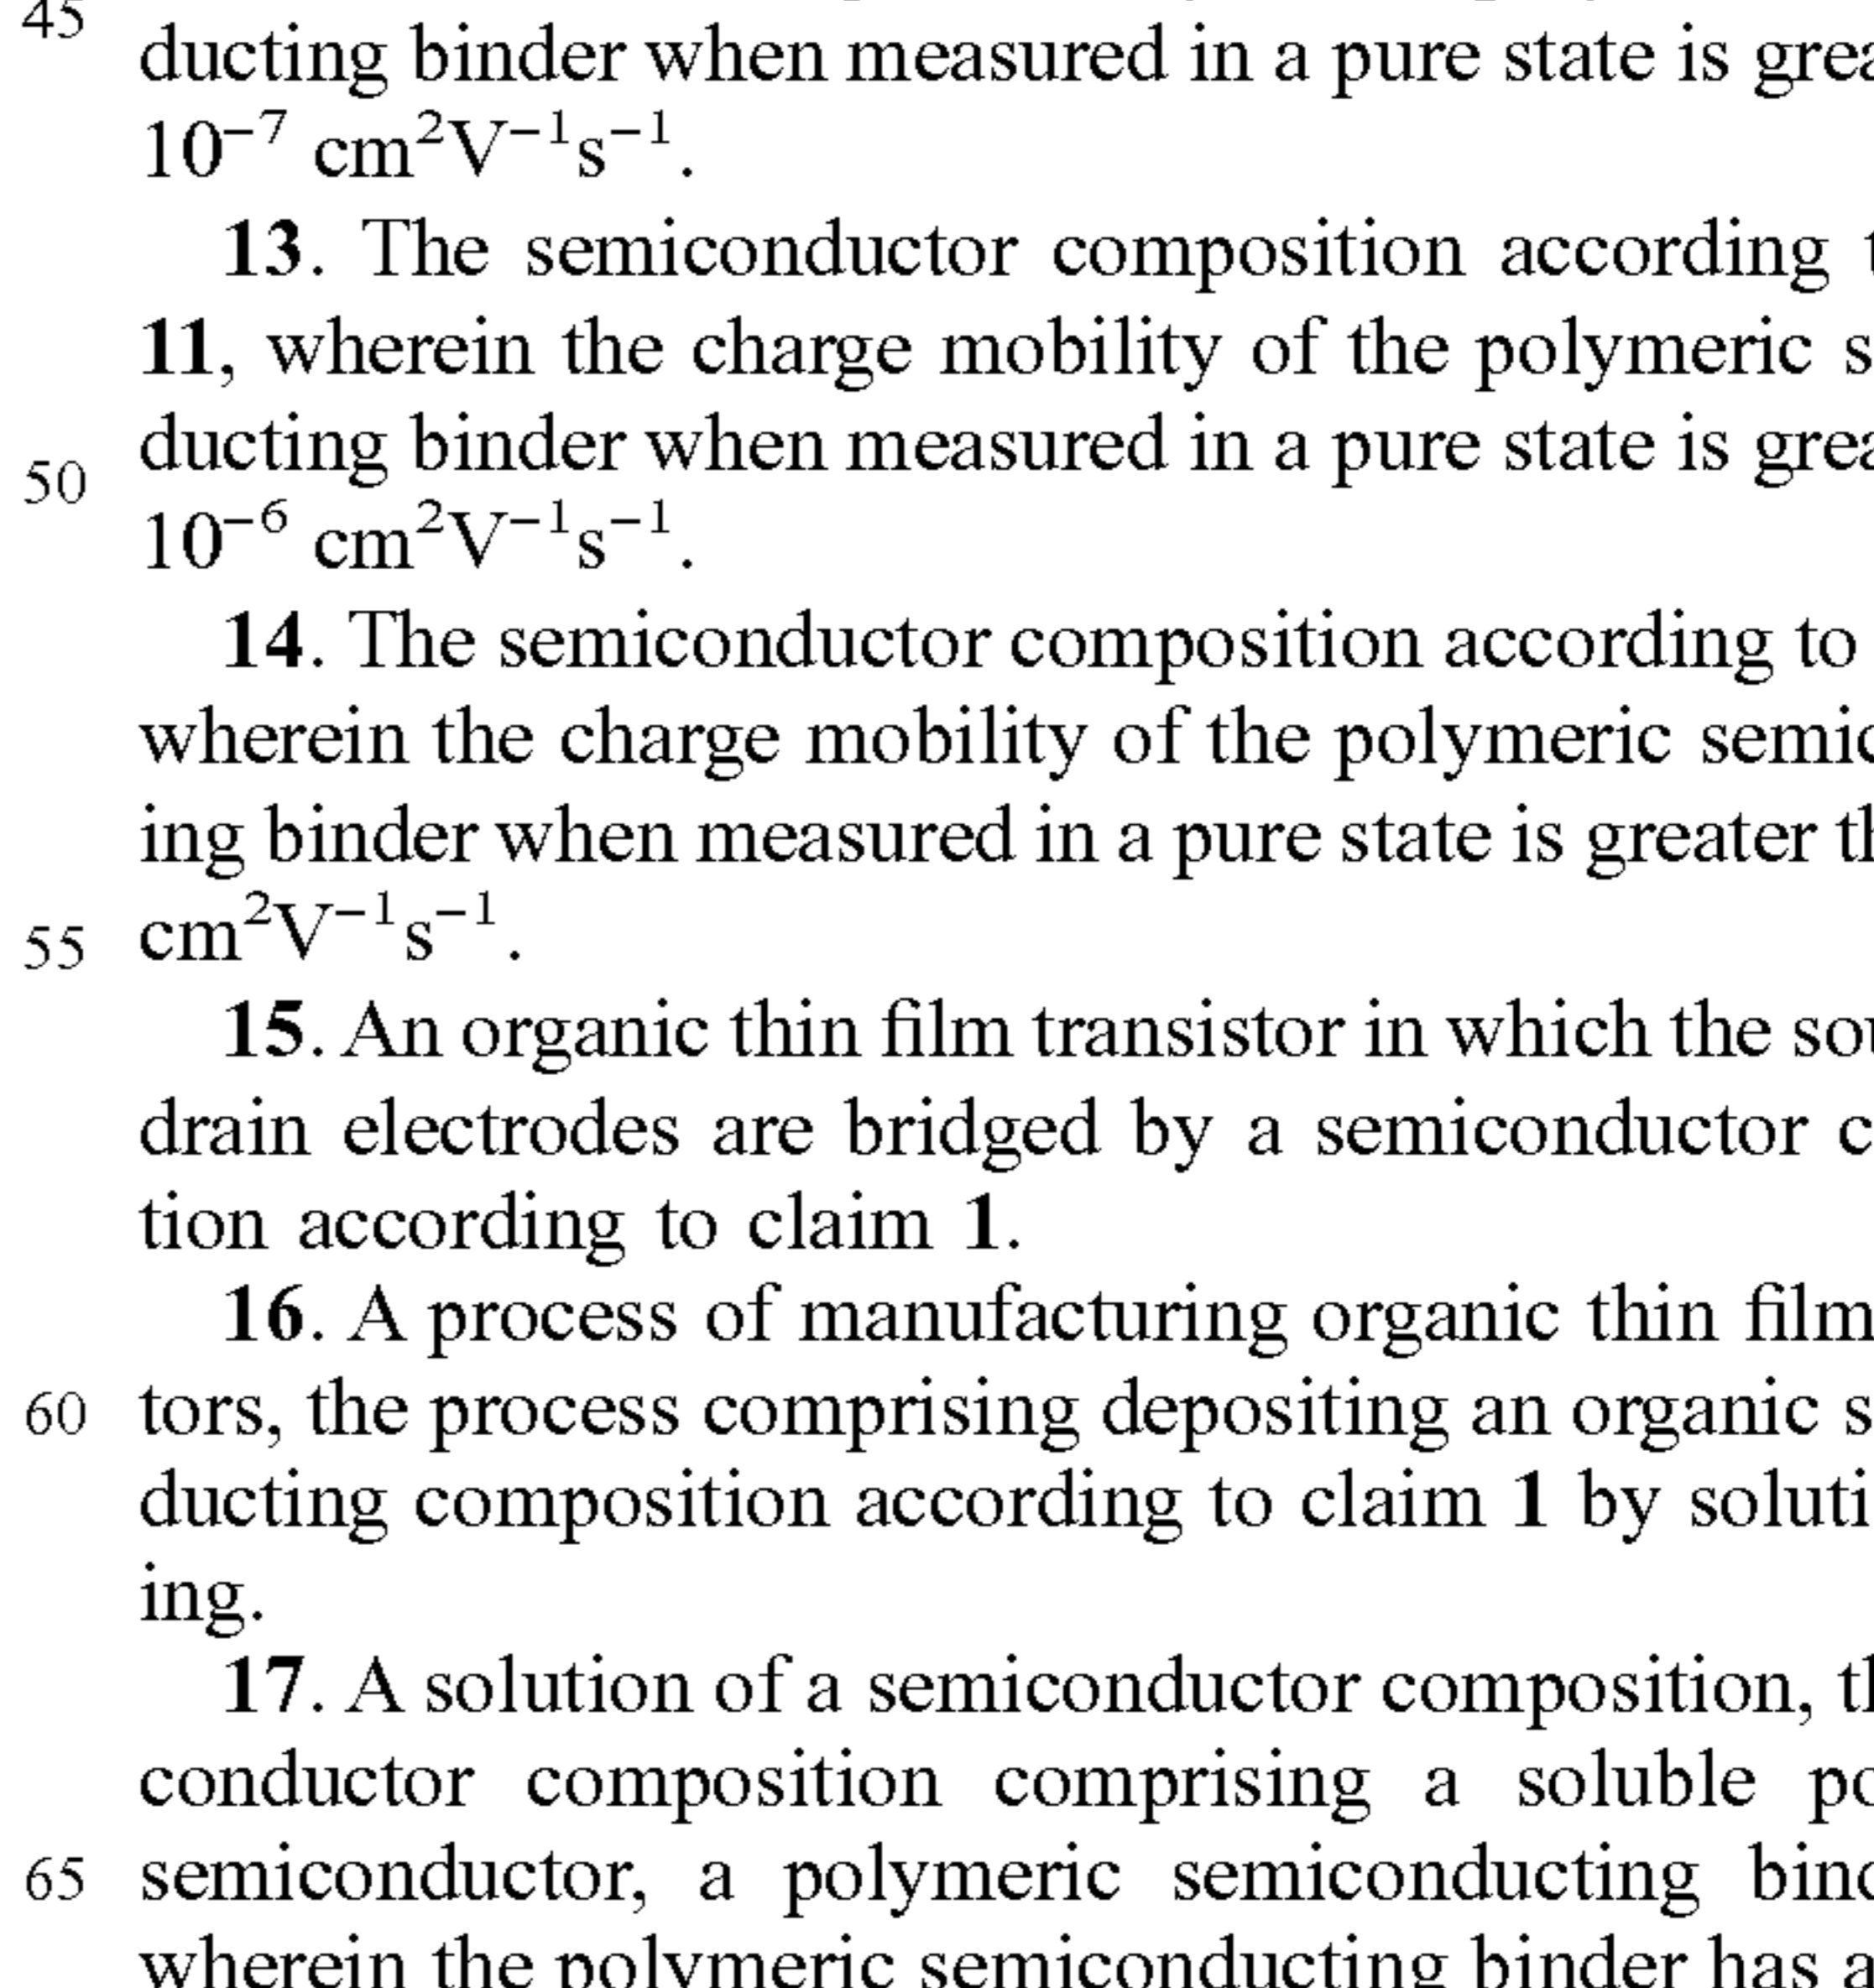 45
ducting binder when measured in a pure state is
10⁻⁷ cm²V⁻¹s⁻¹.
13. The semiconductor composition according
11, wherein the charge mobility of the polymeric
50 ducting binder when measured in a pure state is
10⁻⁶ cm²V⁻¹s⁻¹.
14. The semiconductor composition according to
wherein the charge mobility of the polymeric
ing binder when measured in a pure state is greater
55 cm²V⁻¹s⁻¹.
15. An organic thin film transistor in which the
drain electrodes are bridged by a semiconductor
tion according to claim 1.
16. A process of manufacturing organic thin film
60 tors, the process comprising depositing an organic
ducting composition according to claim 1 by
ing.
17. A solution of a semiconductor composition,
conductor composition comprising a soluble
65 semiconductor, a polymeric semiconducting
wherein the polymeric semiconducting binder has a